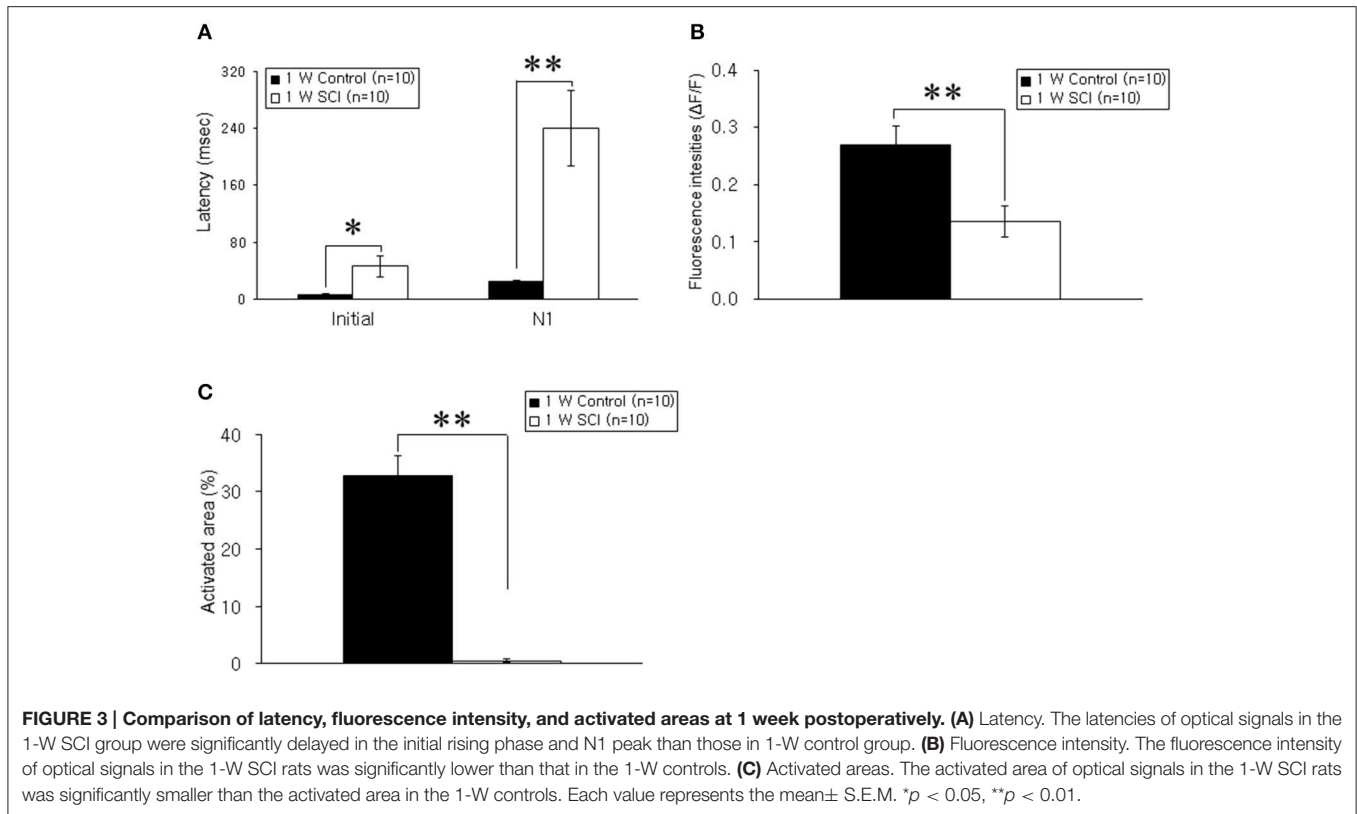 A
**
320
■ 1 W Control (n=10)
□ 1 W SCI (n=10)
240
160
80
0
Latency (msec)
*
Initial
N1
B
■ 1 W Control (n=10)
□ 1 W SCI (n=10)
0.4
0.3
0.2
0.1
0.0
Fluorescence intesities (ΔF/F)
**
C
■ 1 W Control (n=10)
□ 1 W SCI (n=10)
**
40
30
20
10
0
Activated area (%)
FIGURE 3 | Comparison of latency, fluorescence intensity, and activated areas at 1 week postoperatively. (A) Latency. The latencies of optical signals in the
1-W SCI group were significantly delayed in the initial rising phase and N1 peak than those in 1-W control group. (B) Fluorescence intensity. The fluorescence intensity
of optical signals in the 1-W SCI rats was significantly lower than that in the 1-W controls. (C) Activated areas. The activated area of optical signals in the 1-W SCI rats
was significantly smaller than the activated area in the 1-W controls. Each value represents the mean± S.E.M. *p < 0.05, **p < 0.01.